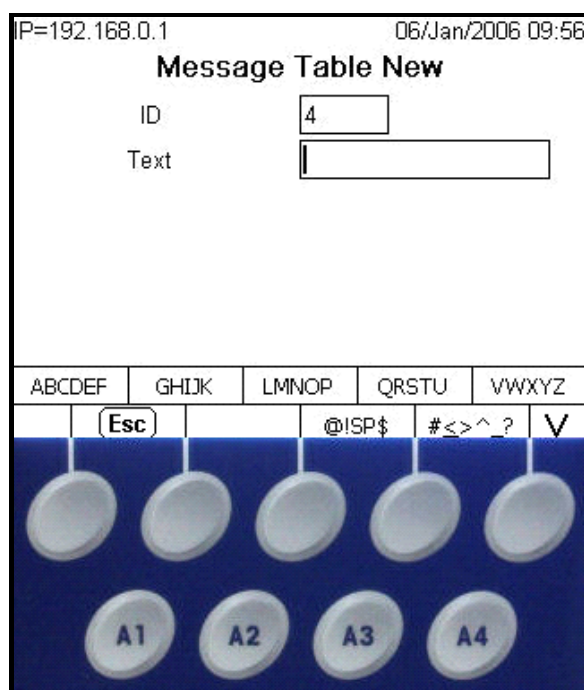 IP=192.168.0.1 06/Jan/2006 09:56
Message Table New
ID 4
Text
ABCDEF GHIJK LMNOP QRSTU VWXYZ
Esc @!SP$ #<>^_? V
A1 A2 A3 A4